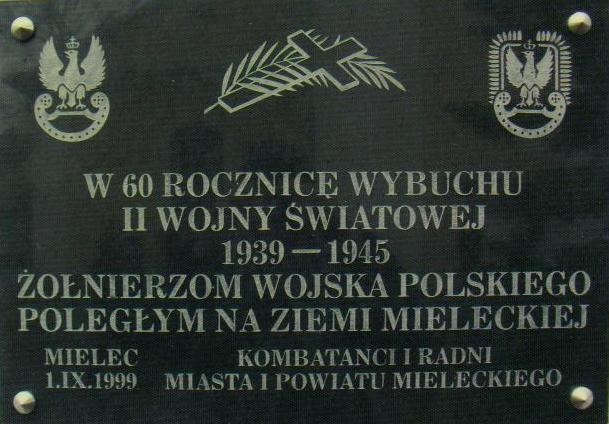 W 60 ROCZNICĘ WYBUCHU
II WOJNY ŚWIATOWEJ
1939 — 1945
ŻOŁNIERZOM WOJSKA POLSKIEGO
POLEGŁYM NA ZIEMI MIELECKIEJ
MIELEC
1.IX.1999
KOMBATANCI I RADNI
MIASTA I POWIATU MIELECKIEGO